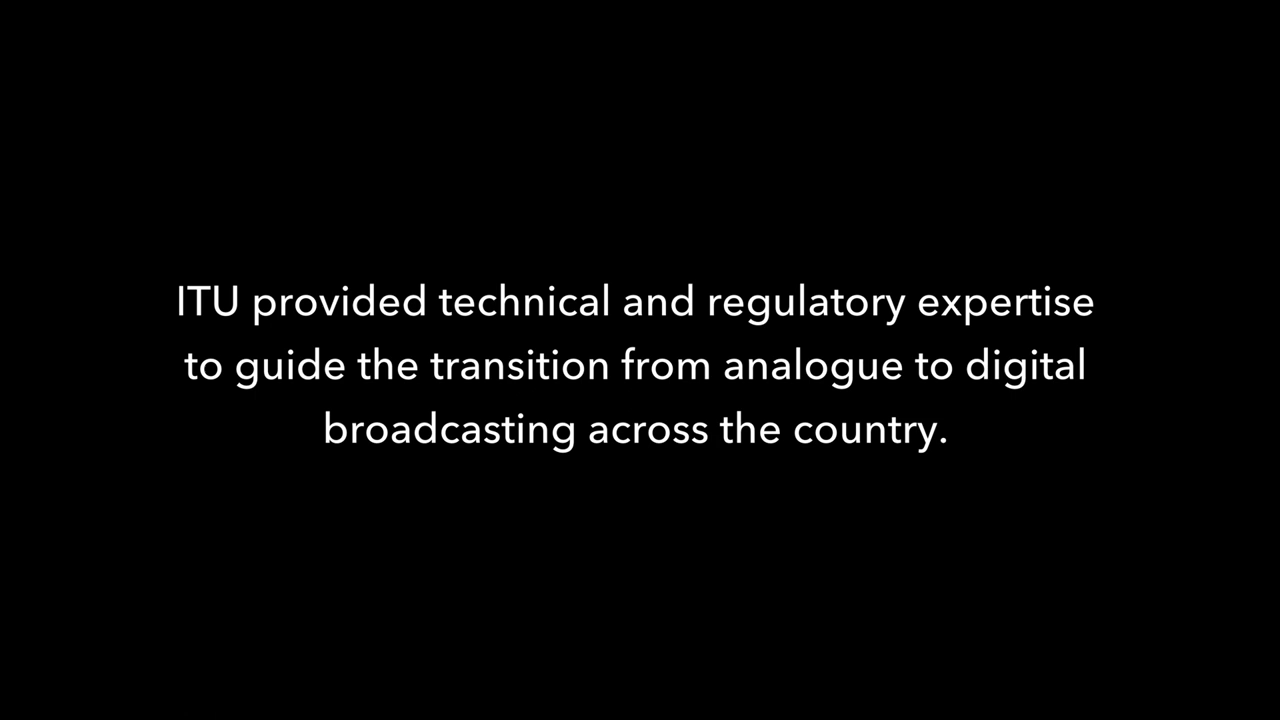 ITU provided technical and regulatory expertise
to guide the transition from analogue to digital
broadcasting across the country.